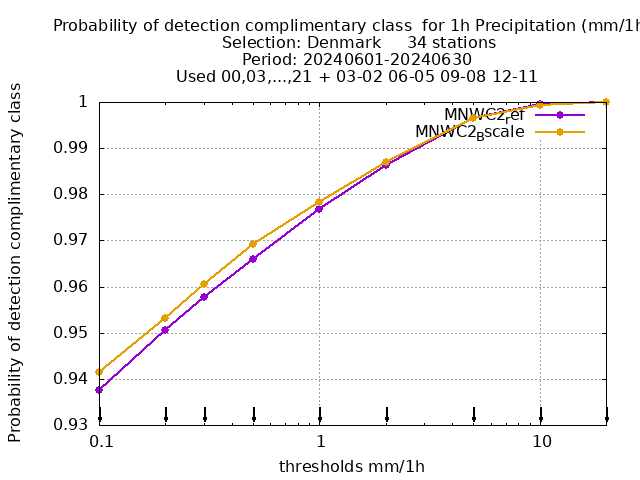 Probability of detection complimentary class for 1h Precipitation (mm/1h
Selection: Denmark 34 stations
Period: 20240601-20240630
Used 00,03,...,21 + 03-02 06-05 09-08 12-11
MNWC2ref
MNWC2Bscale
Probability of detection complimentary class
1
0.99
0.98
0.97
0.96
0.95
0.94
0.93
0.1 1 10
thresholds mm/1h